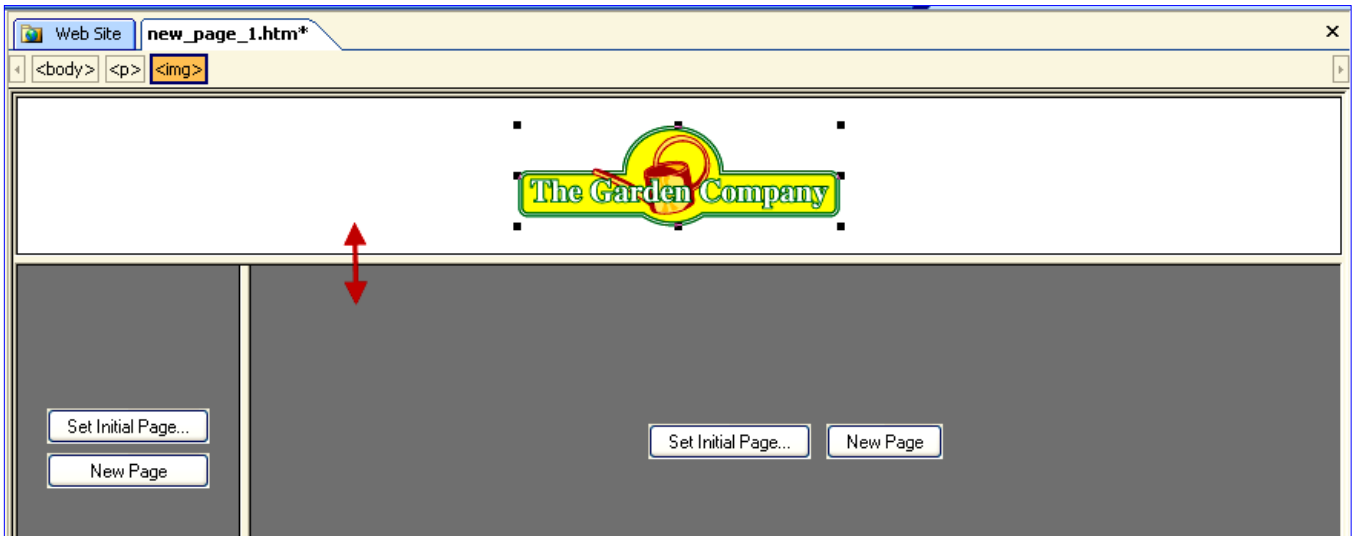 Web Site new_page_1.htm*
<body> <p> <img>
The Garden Company
Set Initial Page...
New Page
Set Initial Page... New Page